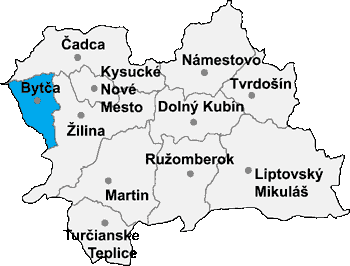 Čadca
Námestovo
Kysucké
Nové
Mesto
Tvrdošín
Bytča
Dolný Kubín
Žilina
Ružomberok
Liptovský
Mikuláš
Martin
Turčianske
Teplice